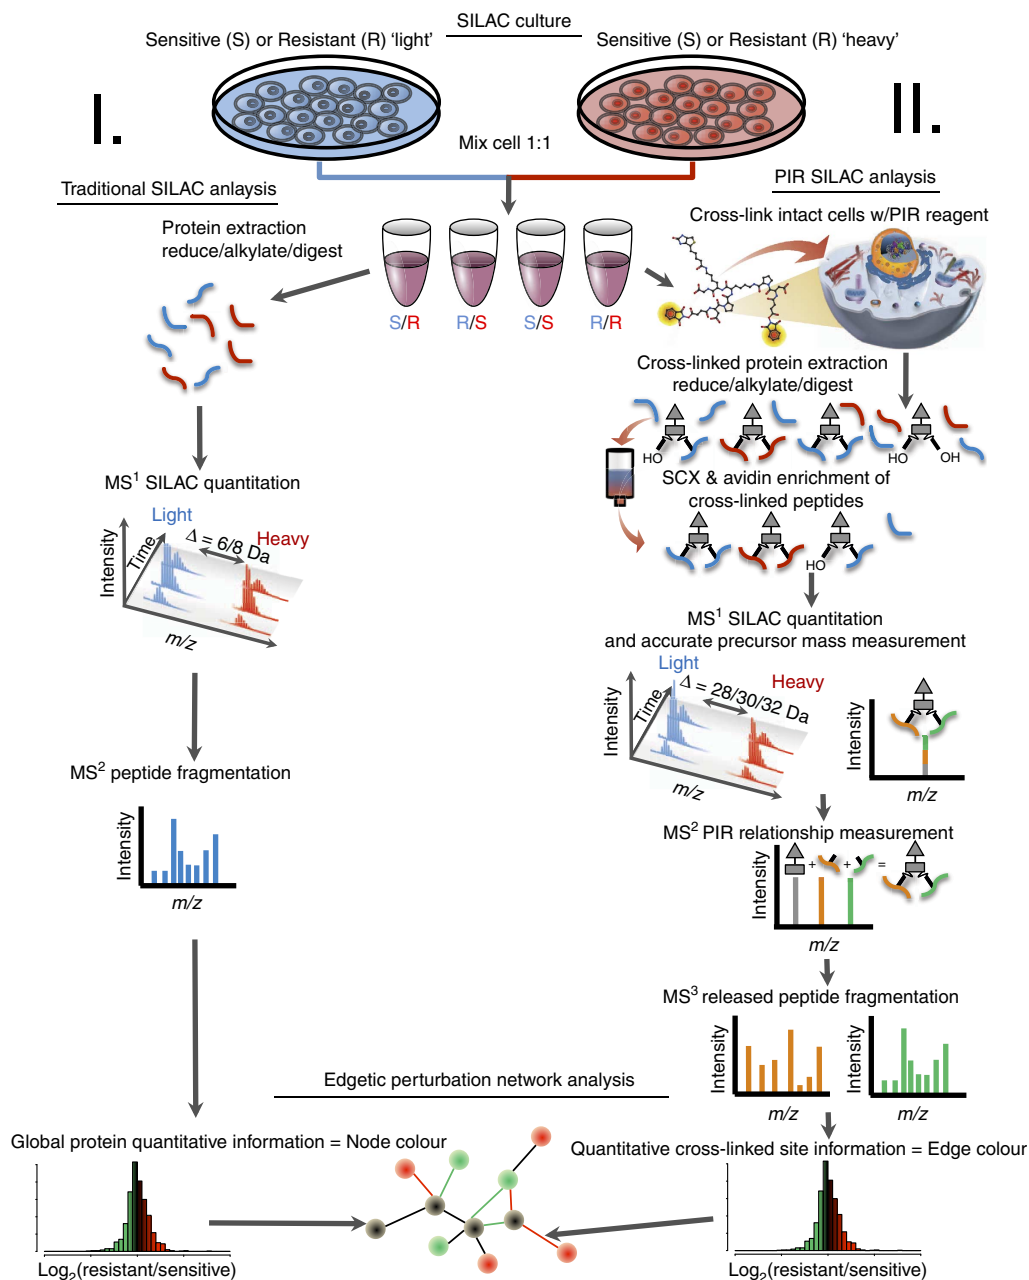 SILAC culture
Sensitive (S) or Resistant (R) ‘light’
Sensitive (S) or Resistant (R) ‘heavy’
I.
II.
Mix cell 1:1
Traditional SILAC anlaysis
PIR SILAC anlaysis
Protein extraction
reduce/alkylate/digest
Cross-link intact cells w/PIR reagent
S/R
R/S
S/S
R/R
Cross-linked protein extraction
reduce/alkylate/digest
HO
HO
OH
SCX & avidin enrichment of
cross-linked peptides
HO
MS¹ SILAC quantitation
Light
Δ = 6/8 Da
Heavy
Intensity
Time
m/z
MS¹ SILAC quantitation
and accurate precursor mass measurement
Light
Δ = 28/30/32 Da
Heavy
Intensity
Time
m/z
Intensity
m/z
MS² peptide fragmentation
Intensity
m/z
MS² PIR relationship measurement
Intensity
+ + =
m/z
MS³ released peptide fragmentation
Intensity
m/z
Intensity
m/z
Edgetic perturbation network analysis
Global protein quantitative information = Node colour
Quantitative cross-linked site information = Edge colour
Log₂(resistant/sensitive)
Log₂(resistant/sensitive)